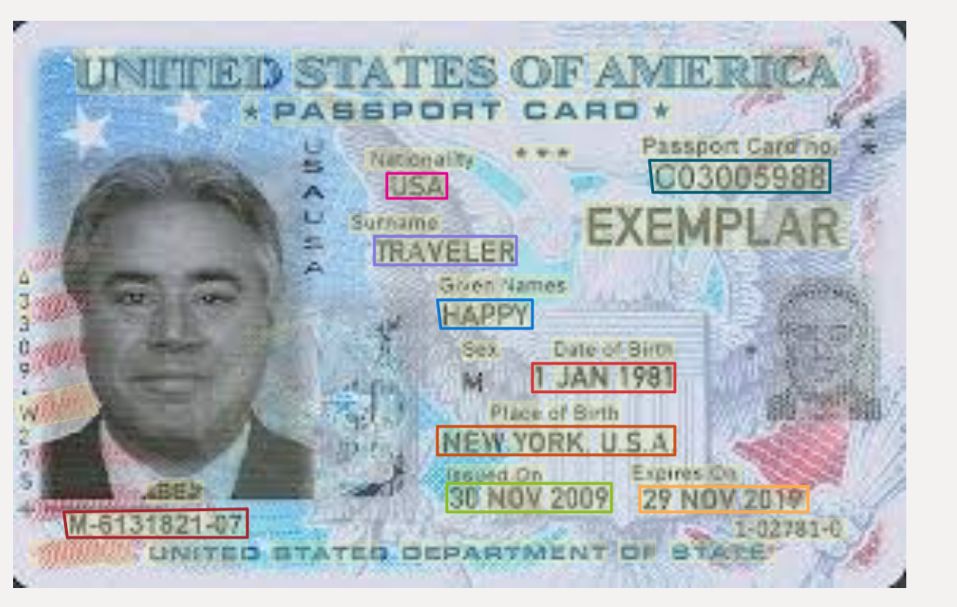 UNITED STATES OF AMERICA
★ PASSPORT CARD ★
USAUSA
Nationality
USA
★ ★ ★
Passport Card no.
C03005988
Surname
TRAVELER
EXEMPLAR
Given Names
HAPPY
Sex
M
Date of Birth
1 JAN 1981
Place of Birth
NEW YORK, U.S.A.
Issued On
30 NOV 2009
Expires On
29 NOV 2019
M-6131821-07
1-02781-0
UNITED STATES DEPARTMENT OF STATE